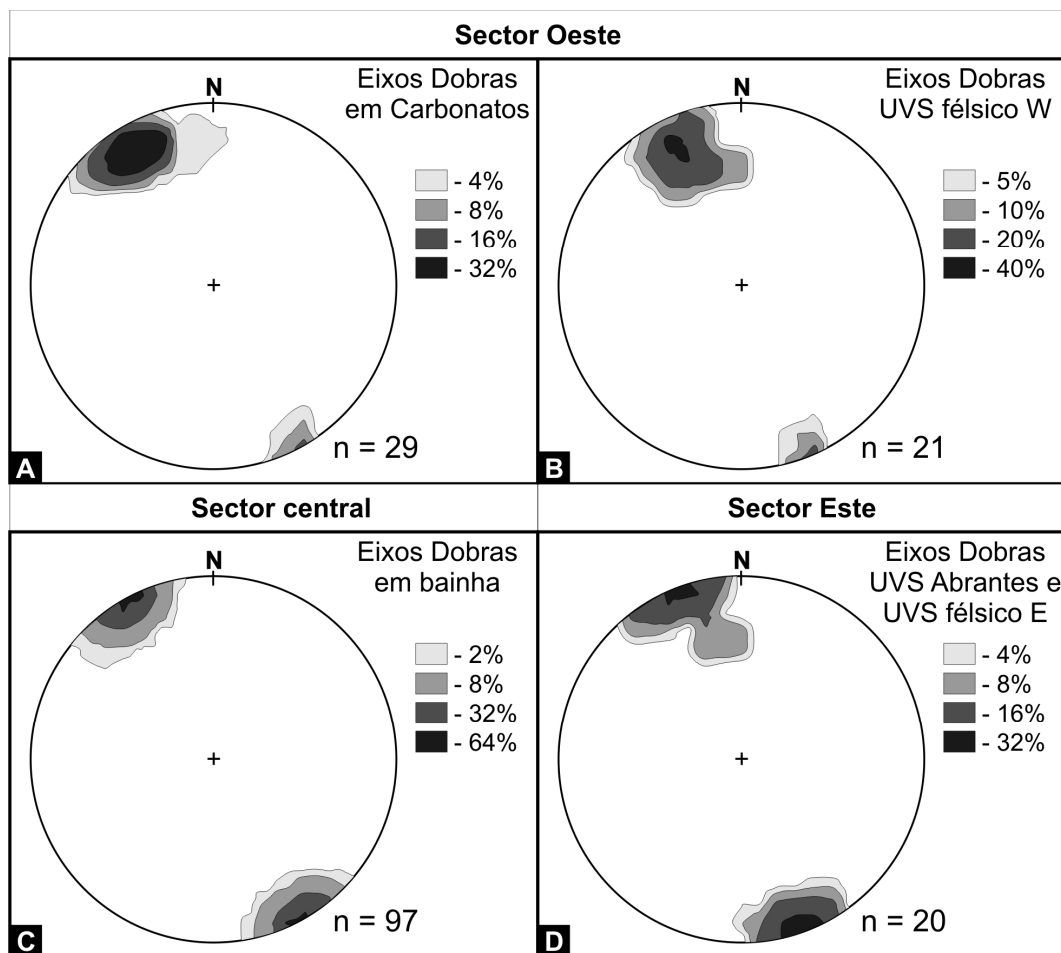 Sector Oeste
N
Eixos Dobras
em Carbonatos
- 4%
- 8%
- 16%
- 32%
n = 29
A
N
Eixos Dobras
UVS félsico W
- 5%
- 10%
- 20%
- 40%
n = 21
B
Sector central
N
Eixos Dobras
em bainha
- 2%
- 8%
- 32%
- 64%
n = 97
C
Sector Este
N
Eixos Dobras
UVS Abrantes e
UVS félsico E
- 4%
- 8%
- 16%
- 32%
n = 20
D